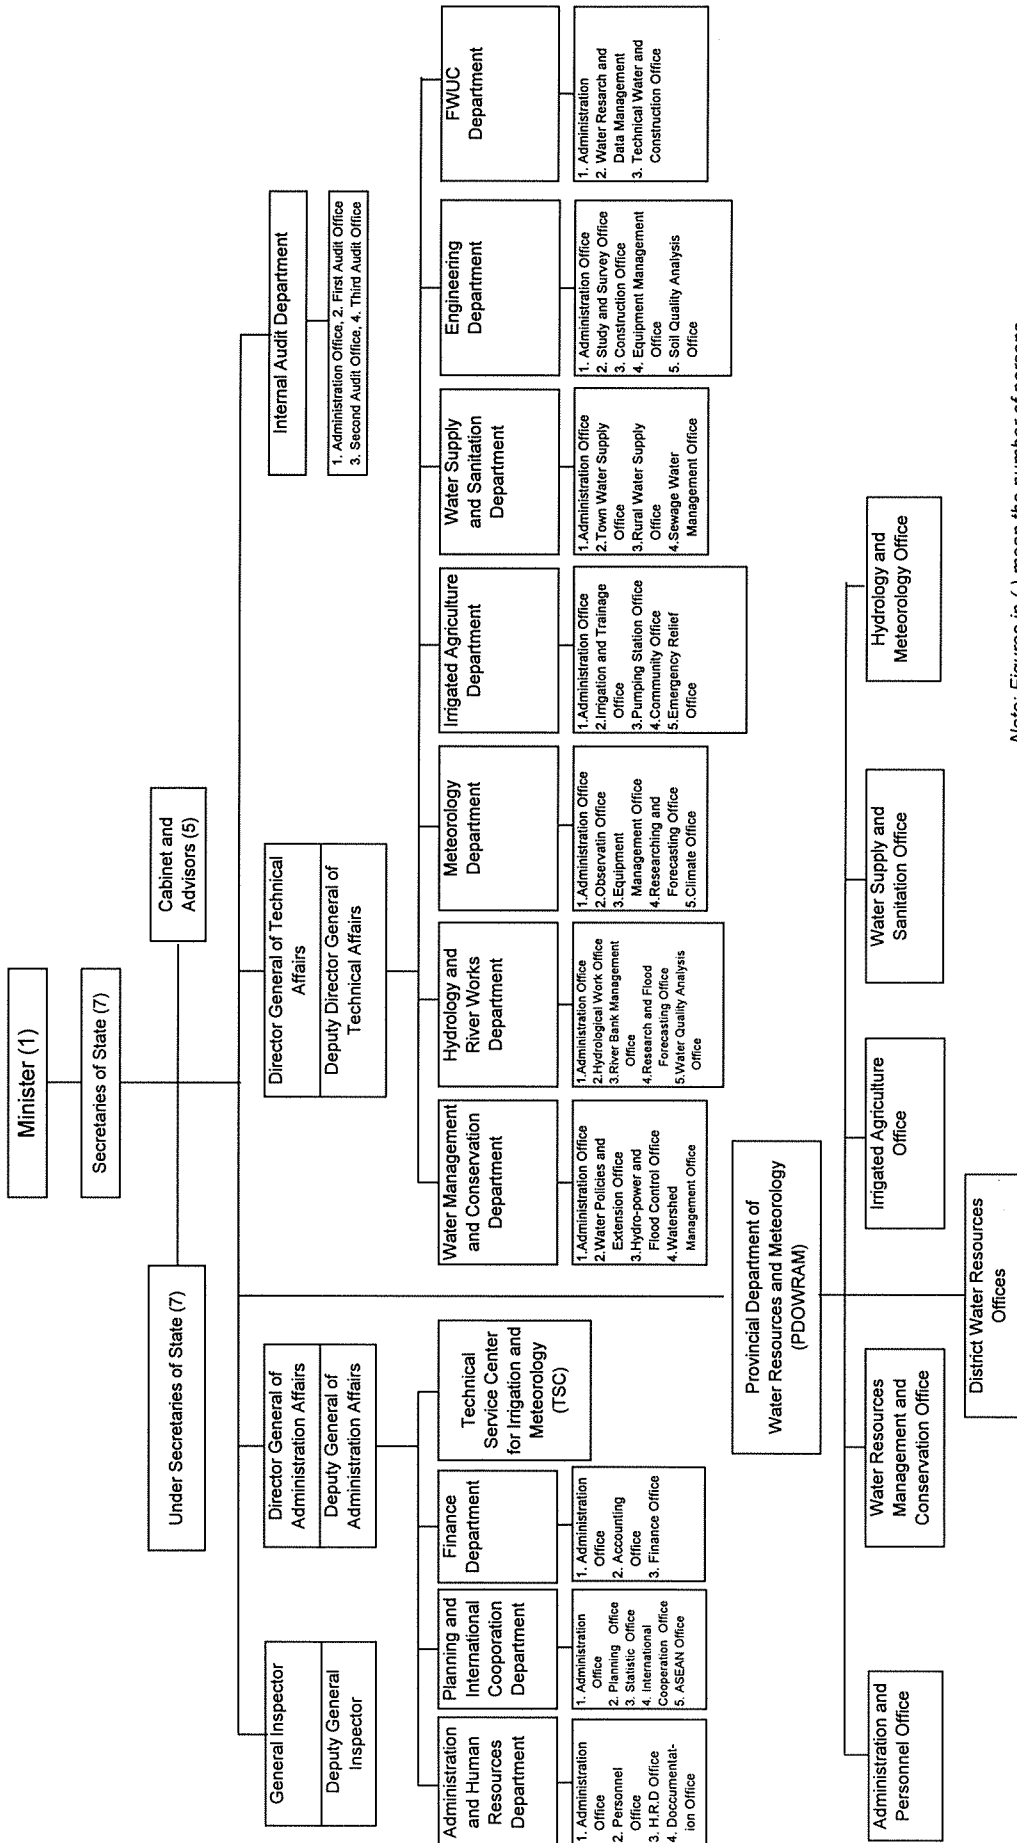 Minister (1)
Secretaries of State (7)
Under Secretaries of State (7)
Cabinet and
Advisors (5)
General Inspector
Deputy General
Inspector
Director General of
Administration Affairs
Deputy General of
Administration Affairs
Director General of Technical
Affairs
Deputy Director General of
Technical Affairs
Internal Audit Department
1. Administration Office, 2. First Audit Office
3. Second Audit Office, 4. Third Audit Office
Administration
and Human
Resources
Department
1. Administration
Office
2. Personnel
Office
3. H.R.D Office
4. Doccumentat-
ion Office
Planning and
International
Cooperation
Department
1. Administration
Office
2. Planning Office
3. Statistic Office
4. International
Cooperation Office
5. ASEAN Office
Finance
Department
1. Administration
Office
2. Accounting
Office
3. Finance Office
Technical
Service Center
for Irrigation and
Meteorology
(TSC)
Water Management
and Conservation
Department
1.Administration Office
2.Water Policies and
Extension Office
3.Hydro-power and
Flood Control Office
4.Watershed
Management Office
Hydrology and
River Works
Department
1.Administration Office
2.Hydrological Work Office
3.River Bank Management
Office
4.Research and Flood
Forecasting Office
5.Water Quality Analysis
Office
Meteorology
Department
1.Administration Office
2.Observatin Office
3.Equipment
Management Office
4.Researching and
Forecasting Office
5.Climate Office
Irrigated Agriculture
Department
1.Administration Office
2.Irrigation and Trainage
Office
3.Pumping Station Office
4.Community Office
5.Emergency Relief
Office
Water Supply
and Sanitation
Department
1.Administration Office
2.Town Water Supply
Office
3.Rural Water Supply
Office
4.Sewage Water
Management Office
Engineering
Department
1. Administration Office
2. Study and Survey Office
3. Construction Office
4. Equipment Management
Office
5. Soil Quality Analysis
Office
FWUC
Department
1. Administration
2. Water Resarch and
Data Management
3. Technical Water and
Construction Office
Provincial Department of
Water Resources and Meteorology
(PDOWRAM)
Administration and
Personnel Office
Water Resources
Management and
Conservation Office
Irrigated Agriculture
Office
Water Supply and
Sanitation Office
Hydrology and
Meteorology Office
District Water Resources
Offices
Note: Figures in ( ) mean the number of persons